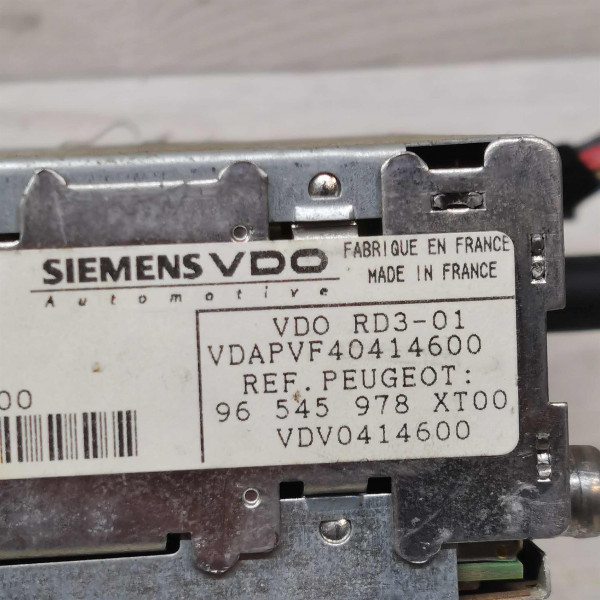 SIEMENS VDO
Automotive
FABRIQUE EN FRANCE
MADE IN FRANCE
VDO RD3-01
VDAPVF40414600
REF.PEUGEOT:
96 545 978 XT00
VDV0414600
00